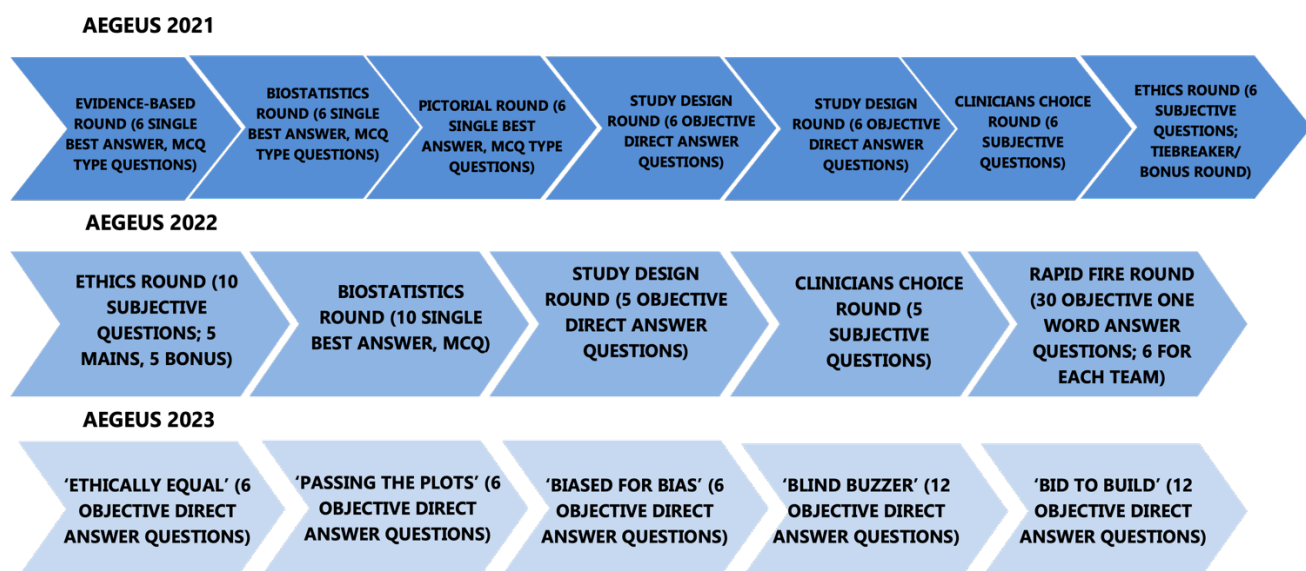 AEGEUS 2021
EVIDENCE-BASED
ROUND (6 SINGLE
BEST ANSWER, MCQ
TYPE QUESTIONS)
BIOSTATISTICS
ROUND (6 SINGLE
BEST ANSWER, MCQ
TYPE QUESTIONS)
PICTORIAL ROUND (6
SINGLE BEST
ANSWER, MCQ TYPE
QUESTIONS)
STUDY DESIGN
ROUND (6 OBJECTIVE
DIRECT ANSWER
QUESTIONS)
STUDY DESIGN
ROUND (6 OBJECTIVE
DIRECT ANSWER
QUESTIONS)
CLINICIANS CHOICE
ROUND (6
SUBJECTIVE
QUESTIONS)
ETHICS ROUND (6
SUBJECTIVE
QUESTIONS;
TIEBREAKER/
BONUS ROUND)
AEGEUS 2022
ETHICS ROUND (10
SUBJECTIVE
QUESTIONS; 5
MAINS, 5 BONUS)
BIOSTATISTICS
ROUND (10 SINGLE
BEST ANSWER, MCQ)
STUDY DESIGN
ROUND (5 OBJECTIVE
DIRECT ANSWER
QUESTIONS)
CLINICIANS CHOICE
ROUND (5
SUBJECTIVE
QUESTIONS)
RAPID FIRE ROUND
(30 OBJECTIVE ONE
WORD ANSWER
QUESTIONS; 6 FOR
EACH TEAM)
AEGEUS 2023
‘ETHICALLY EQUAL’ (6
OBJECTIVE DIRECT
ANSWER QUESTIONS)
‘PASSING THE PLOTS’ (6
OBJECTIVE DIRECT
ANSWER QUESTIONS)
‘BIASED FOR BIAS’ (6
OBJECTIVE DIRECT
ANSWER QUESTIONS)
‘BLIND BUZZER’ (12
OBJECTIVE DIRECT
ANSWER QUESTIONS)
‘BID TO BUILD’ (12
OBJECTIVE DIRECT
ANSWER QUESTIONS)